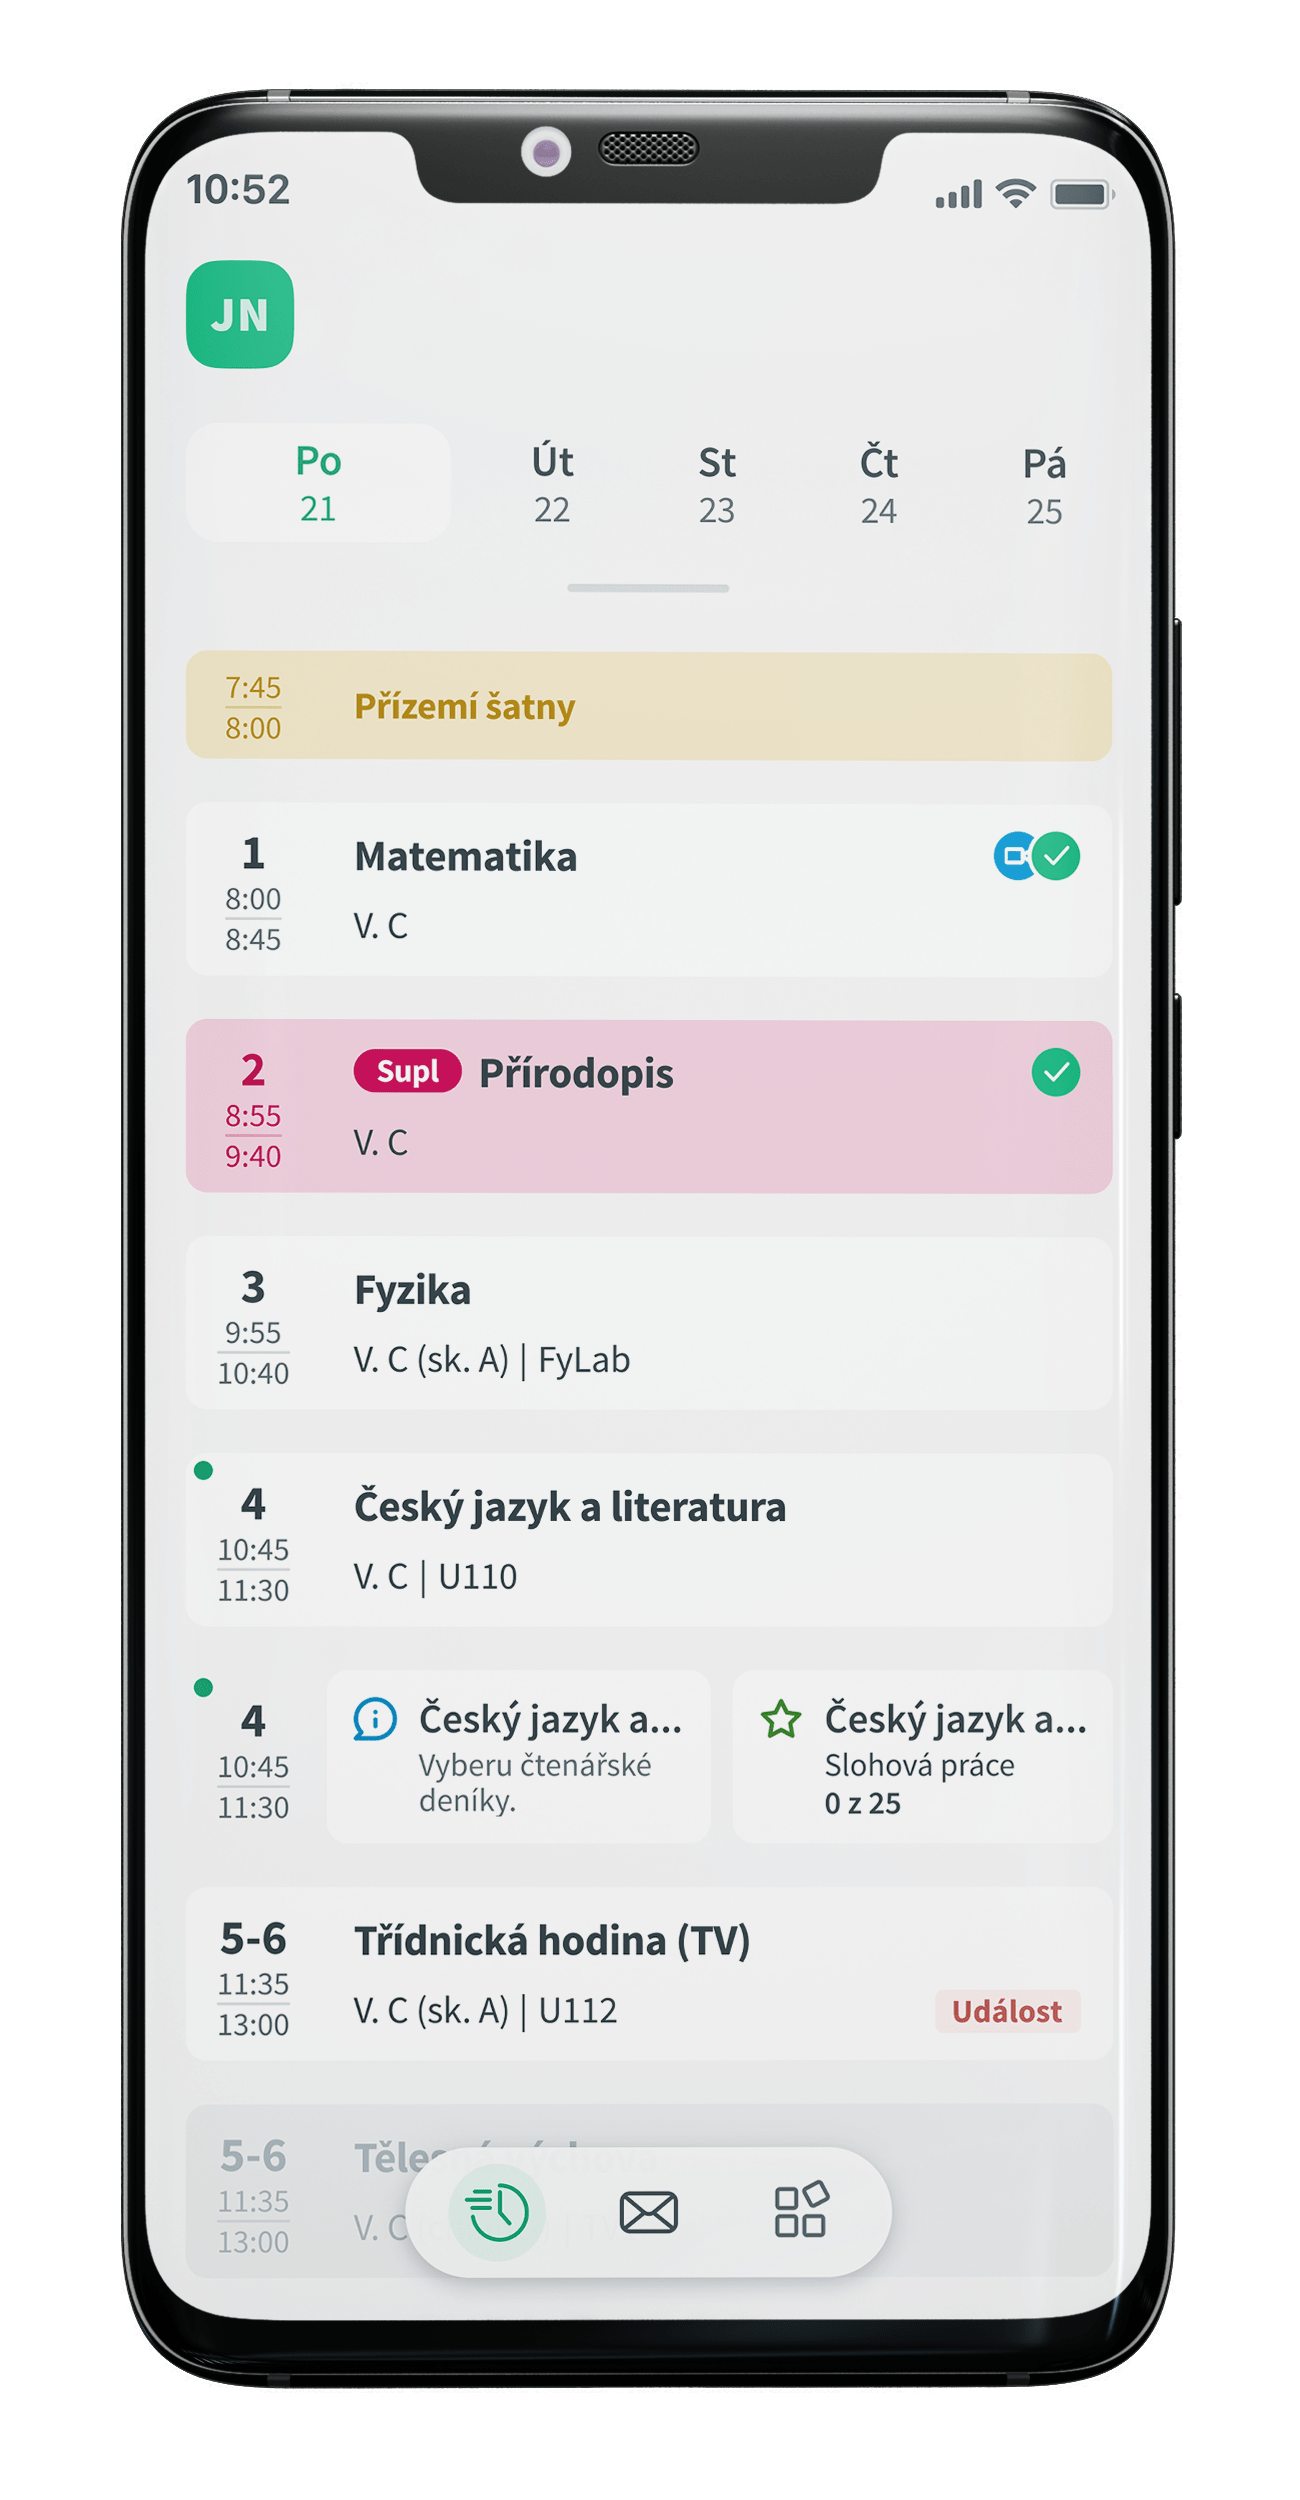 10:52
JN
Po
21
Út
22
St
23
Čt
24
Pá
25
7:45
8:00
Přízemí šatny
1
8:00
8:45
Matematika
V. C
2
8:55
9:40
Supl Přírodopis
V. C
3
9:55
10:40
Fyzika
V. C (sk. A) | FyLab
4
10:45
11:30
Český jazyk a literatura
V. C | U110
4
10:45
11:30
Český jazyk a...
Vyberu čtenářské
deníky.
Český jazyk a...
Slohová práce
0 z 25
5-6
11:35
13:00
Třídnická hodina (TV)
V. C (sk. A) | U112
Událost
5-6
11:35
13:00
V. C